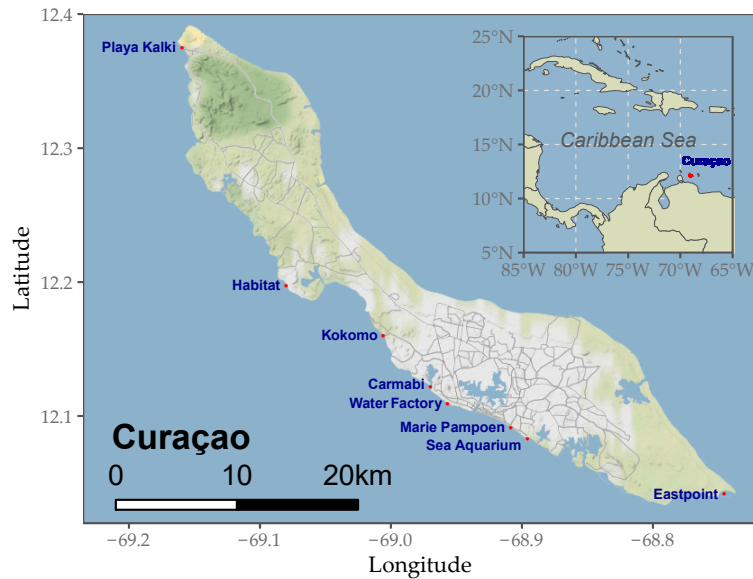 12.4
12.3
12.2
12.1
Latitude
Playa Kalki
Habitat
Kokomo
Carmabi
Water Factory
Marie Pampoen
Sea Aquarium
Eastpoint
Curaçao
0 10 20km
−69.2 −69.1 −69.0 −68.9 −68.8
Longitude
25°N
20°N
15°N
10°N
5°N
Caribbean Sea
Curaçao
85°W 80°W 75°W 70°W 65°W